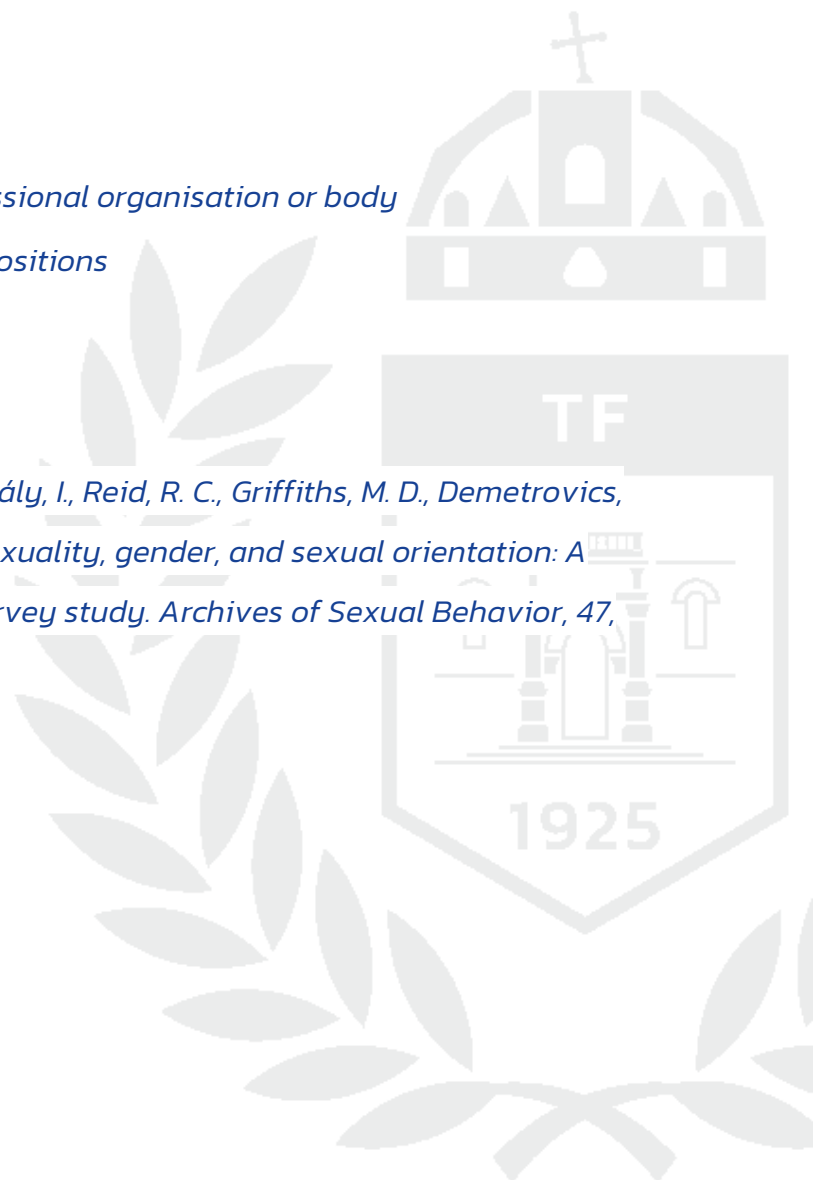 ssional organisation or body
ositions
TF
ály, I., Reid, R. C., Griffiths, M. D., Demetrovics,
xuality, gender, and sexual orientation: A
rvey study. Archives of Sexual Behavior, 47,
1925